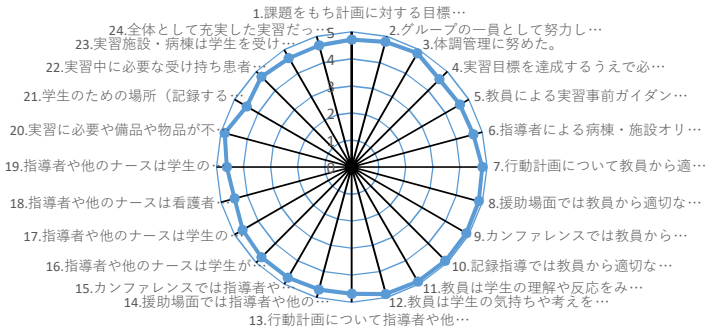 1.課題をもち計画に対する目標…
2.グループの一員として努力し…
3.体調管理に努めた。
4.実習目標を達成するうえで必…
5.教員による実習事前ガイダン…
6.指導者による病棟・施設オリ…
7.行動計画について教員から適…
8.援助場面では教員から適切な…
9.カンファレンスでは教員から…
10.記録指導では教員から適切な…
11.教員は学生の理解や反応をみ…
12.教員は学生の気持ちや考えを…
13.行動計画について指導者や他…
14.援助場面では指導者や他の…
15.カンファレンスでは指導者や…
16.指導者や他のナースは学生が…
17.指導者や他のナースは学生の…
18.指導者や他のナースは看護者…
19.指導者や他のナースは学生の…
20.実習に必要や備品や物品が不…
21.学生のための場所（記録する…
22.実習中に必要な受け持ち患者…
23.実習施設・病棟は学生を受け…
24.全体として充実した実習だっ…
5
4
3
2
1
0